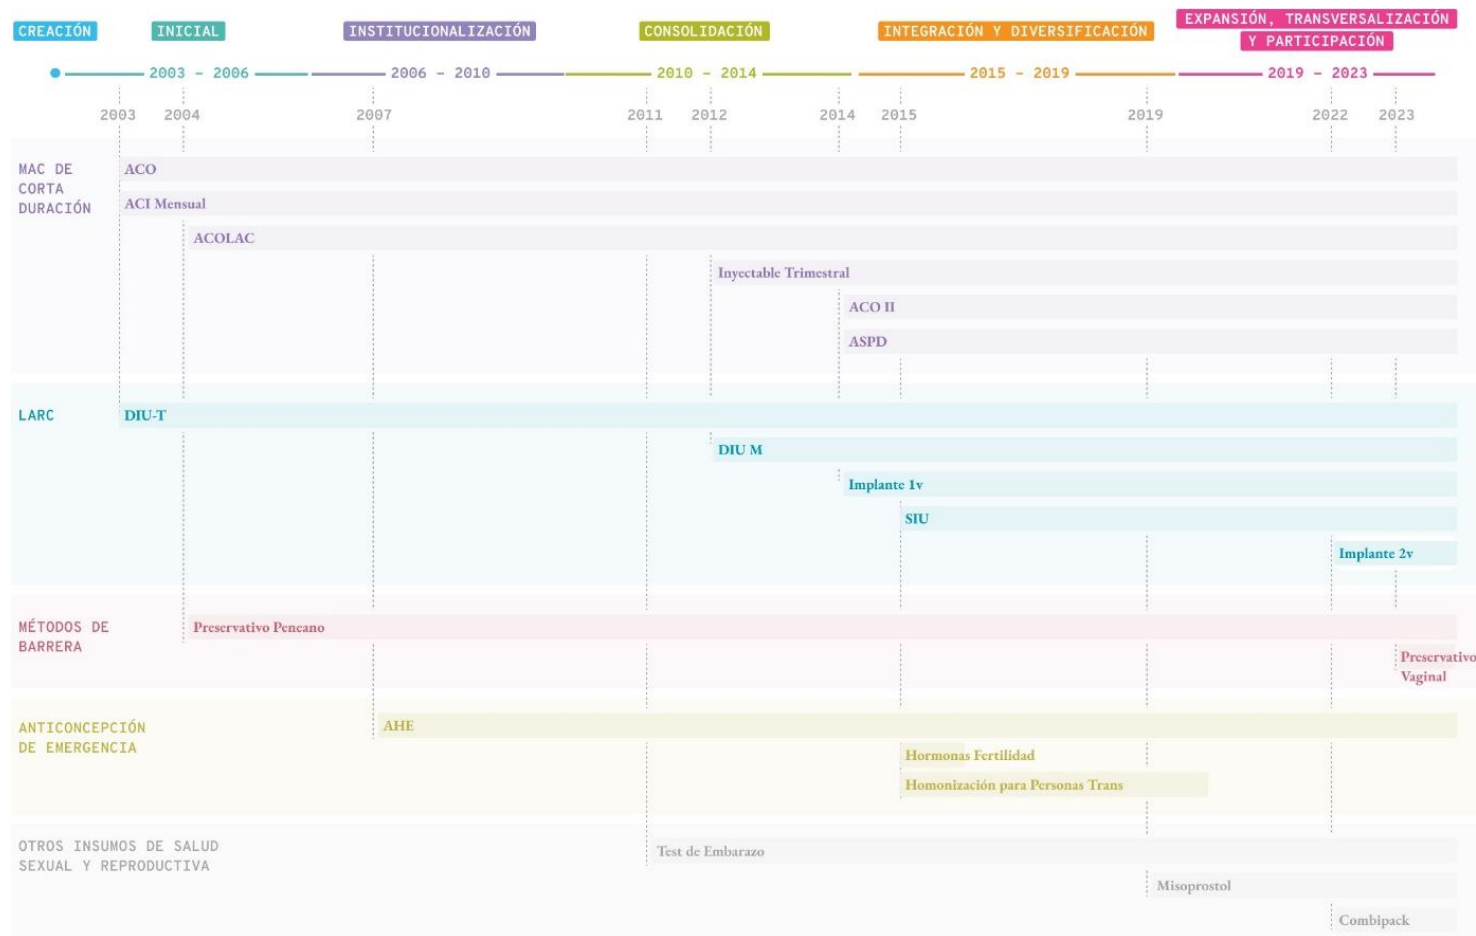 CREACIÓN
INICIAL
INSTITUCIONALIZACIÓN
CONSOLIDACIÓN
INTEGRACIÓN Y DIVERSIFICACIÓN
EXPANSIÓN, TRANSVERSALIZACIÓN
Y PARTICIPACIÓN
2003 – 2006
2006 – 2010
2010 – 2014
2015 – 2019
2019 – 2023
2003
2004
2007
2011
2012
2014
2015
2019
2022
2023
MAC DE
CORTA
DURACIÓN
ACO
ACI Mensual
ACOLAC
Inyectable Trimestral
ACO II
ASPD
LARC
DIU-T
DIU M
Implante 1v
SIU
Implante 2v
MÉTODOS DE
BARRERA
Preservativo Peneano
Preservativo
Vaginal
ANTICONCEPCIÓN
DE EMERGENCIA
AHE
Hormonas Fertilidad
Homonización para Personas Trans
OTROS INSUMOS DE SALUD
SEXUAL Y REPRODUCTIVA
Test de Embarazo
Misoprostol
Combipack